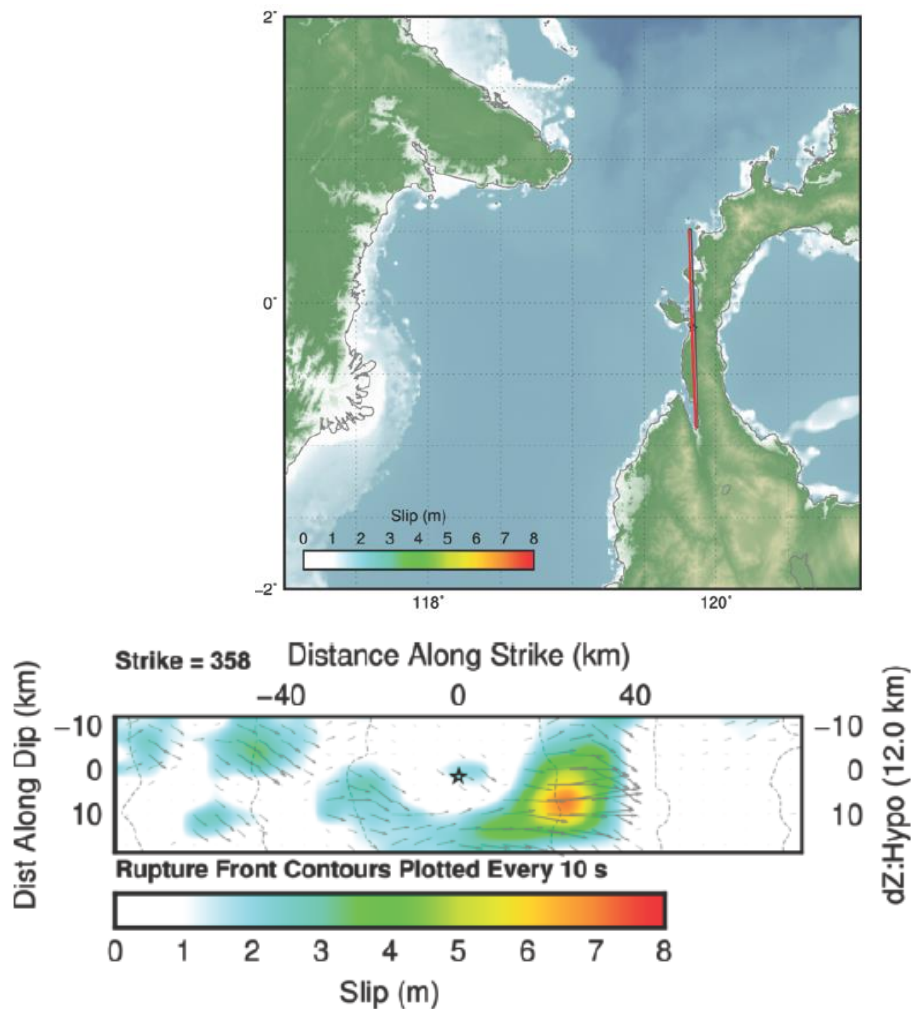 2°
0°
Slip (m)
0 1 2 3 4 5 6 7 8
−2°
118° 120°
Strike = 358 Distance Along Strike (km)
−40 0 40
Dist Along Dip (km)
−10 −10
0 0
10 10
dZ:Hypo (12.0 km)
Rupture Front Contours Plotted Every 10 s
0 1 2 3 4 5 6 7 8
Slip (m)